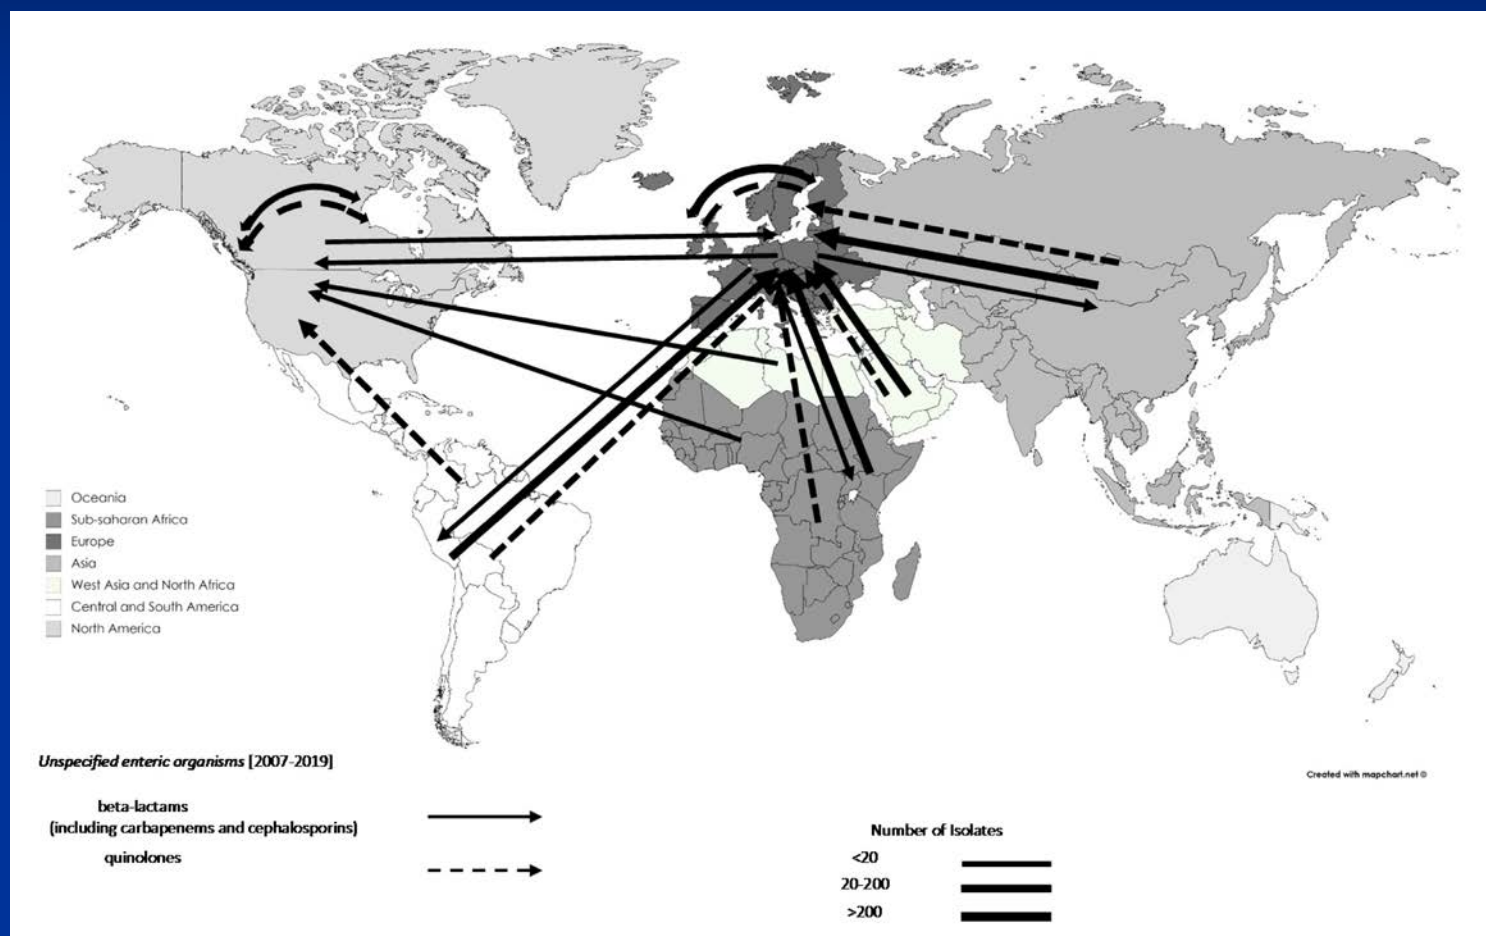 Oceania
Sub-saharan Africa
Europe
Asia
West Asia and North Africa
Central and South America
North America
Unspecified enteric organisms [2007-2019]
Created with mapchart.net ©
beta-lactams
(including carbapenems and cephalosporins)
quinolones
Number of Isolates
<20
20-200
>200